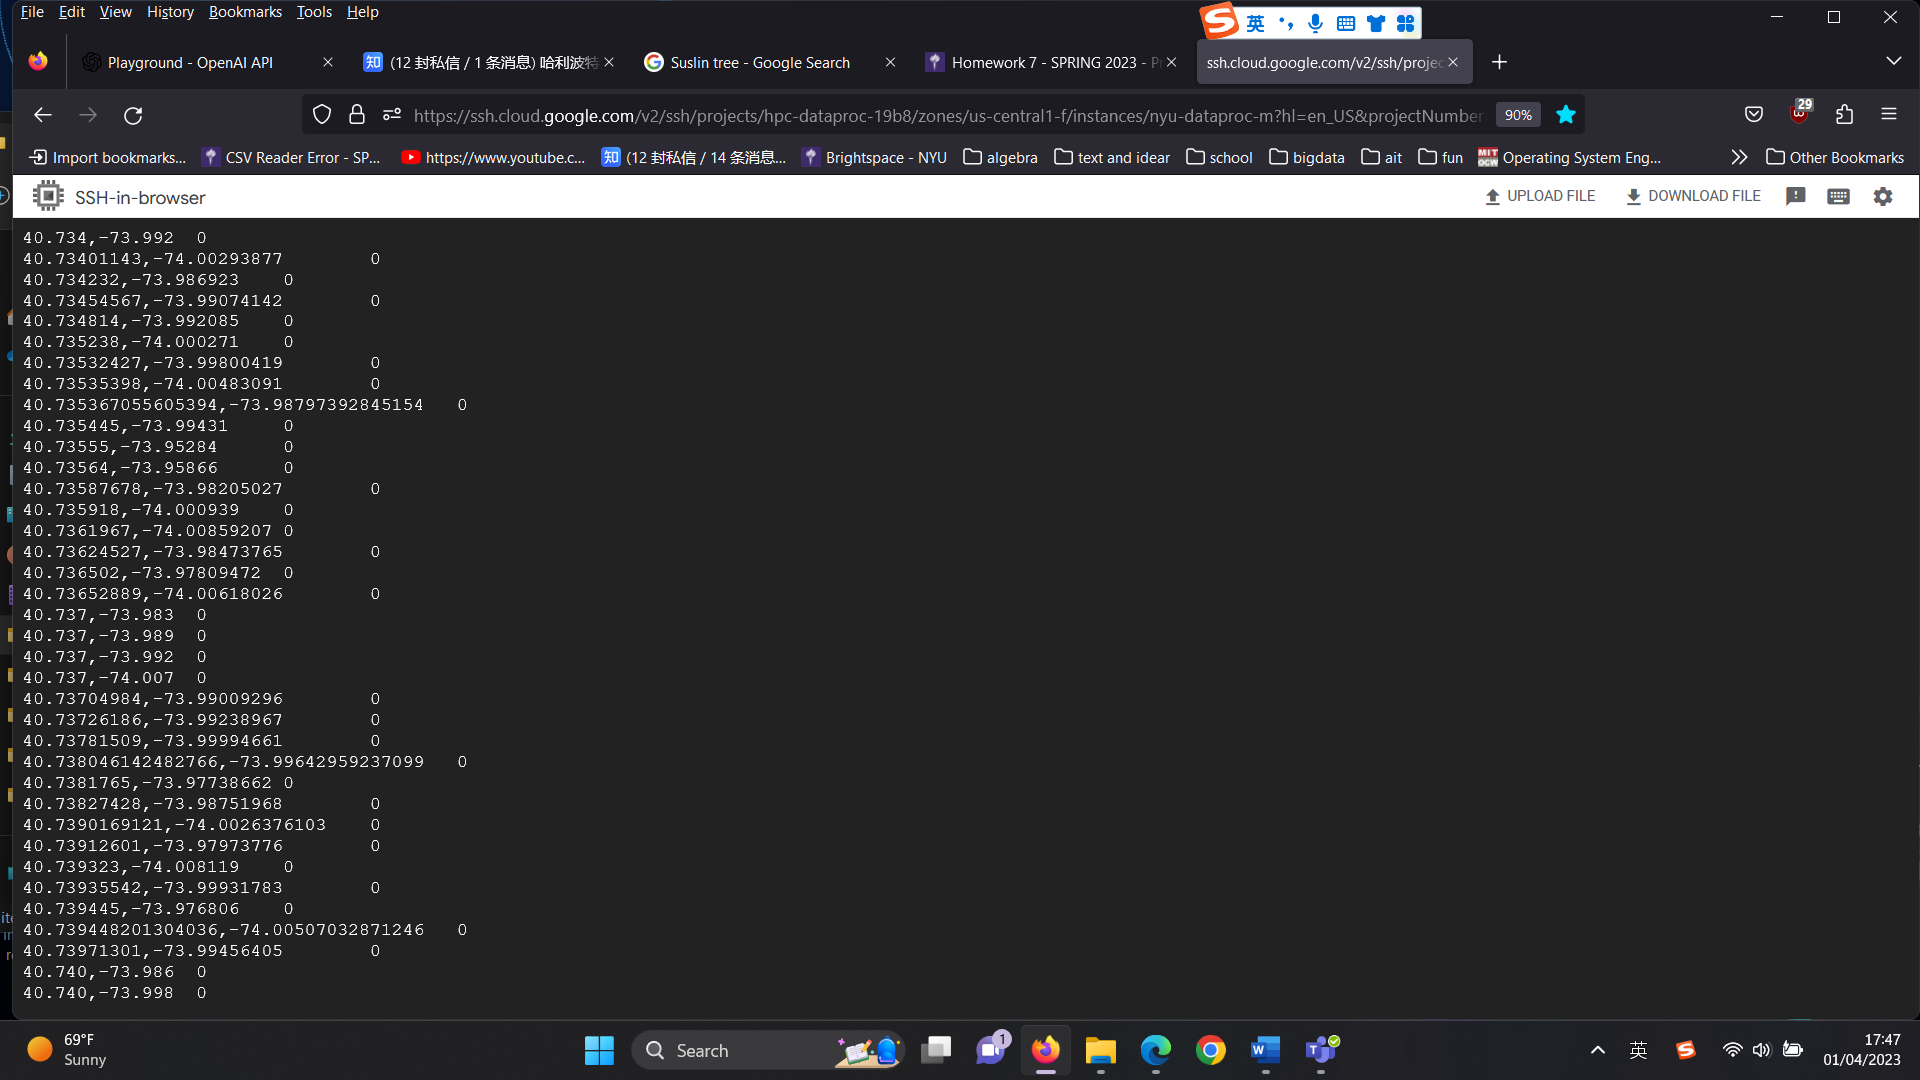 File Edit View History Bookmarks Tools Help
英
Playground - OpenAI API
知 (12 封私信 / 1 条消息) 哈利波特
Suslin tree - Google Search
Homework 7 - SPRING 2023 - P
ssh.cloud.google.com/v2/ssh/projec
https://ssh.cloud.google.com/v2/ssh/projects/hpc-dataproc-19b8/zones/us-central1-f/instances/nyu-dataproc-m?hl=en_US&projectNumber
90%
29
Import bookmarks...
CSV Reader Error - SP...
https://www.youtube.c...
知 (12 封私信 / 14 条消息...
Brightspace - NYU
algebra
text and idear
school
bigdata
ait
fun
MIT OCW Operating System Eng...
Other Bookmarks
SSH-in-browser
UPLOAD FILE
DOWNLOAD FILE
40.734,-73.992 0
40.73401143,-74.00293877 0
40.734232,-73.986923 0
40.73454567,-73.99074142 0
40.734814,-73.992085 0
40.735238,-74.000271 0
40.73532427,-73.99800419 0
40.73535398,-74.00483091 0
40.735367055605394,-73.98797392845154 0
40.735445,-73.99431 0
40.73555,-73.95284 0
40.73564,-73.95866 0
40.73587678,-73.98205027 0
40.735918,-74.000939 0
40.7361967,-74.00859207 0
40.73624527,-73.98473765 0
40.736502,-73.97809472 0
40.73652889,-74.00618026 0
40.737,-73.983 0
40.737,-73.989 0
40.737,-73.992 0
40.737,-74.007 0
40.73704984,-73.99009296 0
40.73726186,-73.99238967 0
40.73781509,-73.99994661 0
40.738046142482766,-73.99642959237099 0
40.7381765,-73.97738662 0
40.73827428,-73.98751968 0
40.7390169121,-74.0026376103 0
40.73912601,-73.97973776 0
40.739323,-74.008119 0
40.73935542,-73.99931783 0
40.739445,-73.976806 0
40.739448201304036,-74.00507032871246 0
40.73971301,-73.99456405 0
40.740,-73.986 0
40.740,-73.998 0
69°F
Sunny
Search
1
英
17:47
01/04/2023